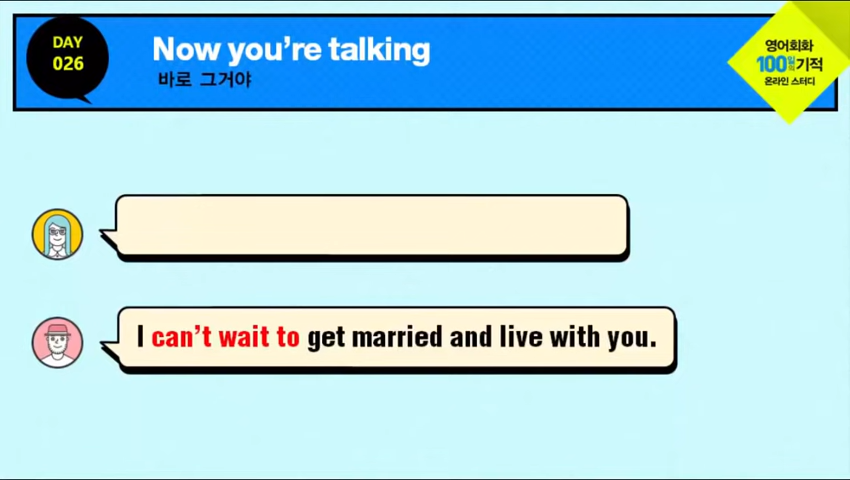 DAY
026
Now you're talking
바로 그거야
영어회화
100일의 기적
온라인 스터디
I can't wait to get married and live with you.